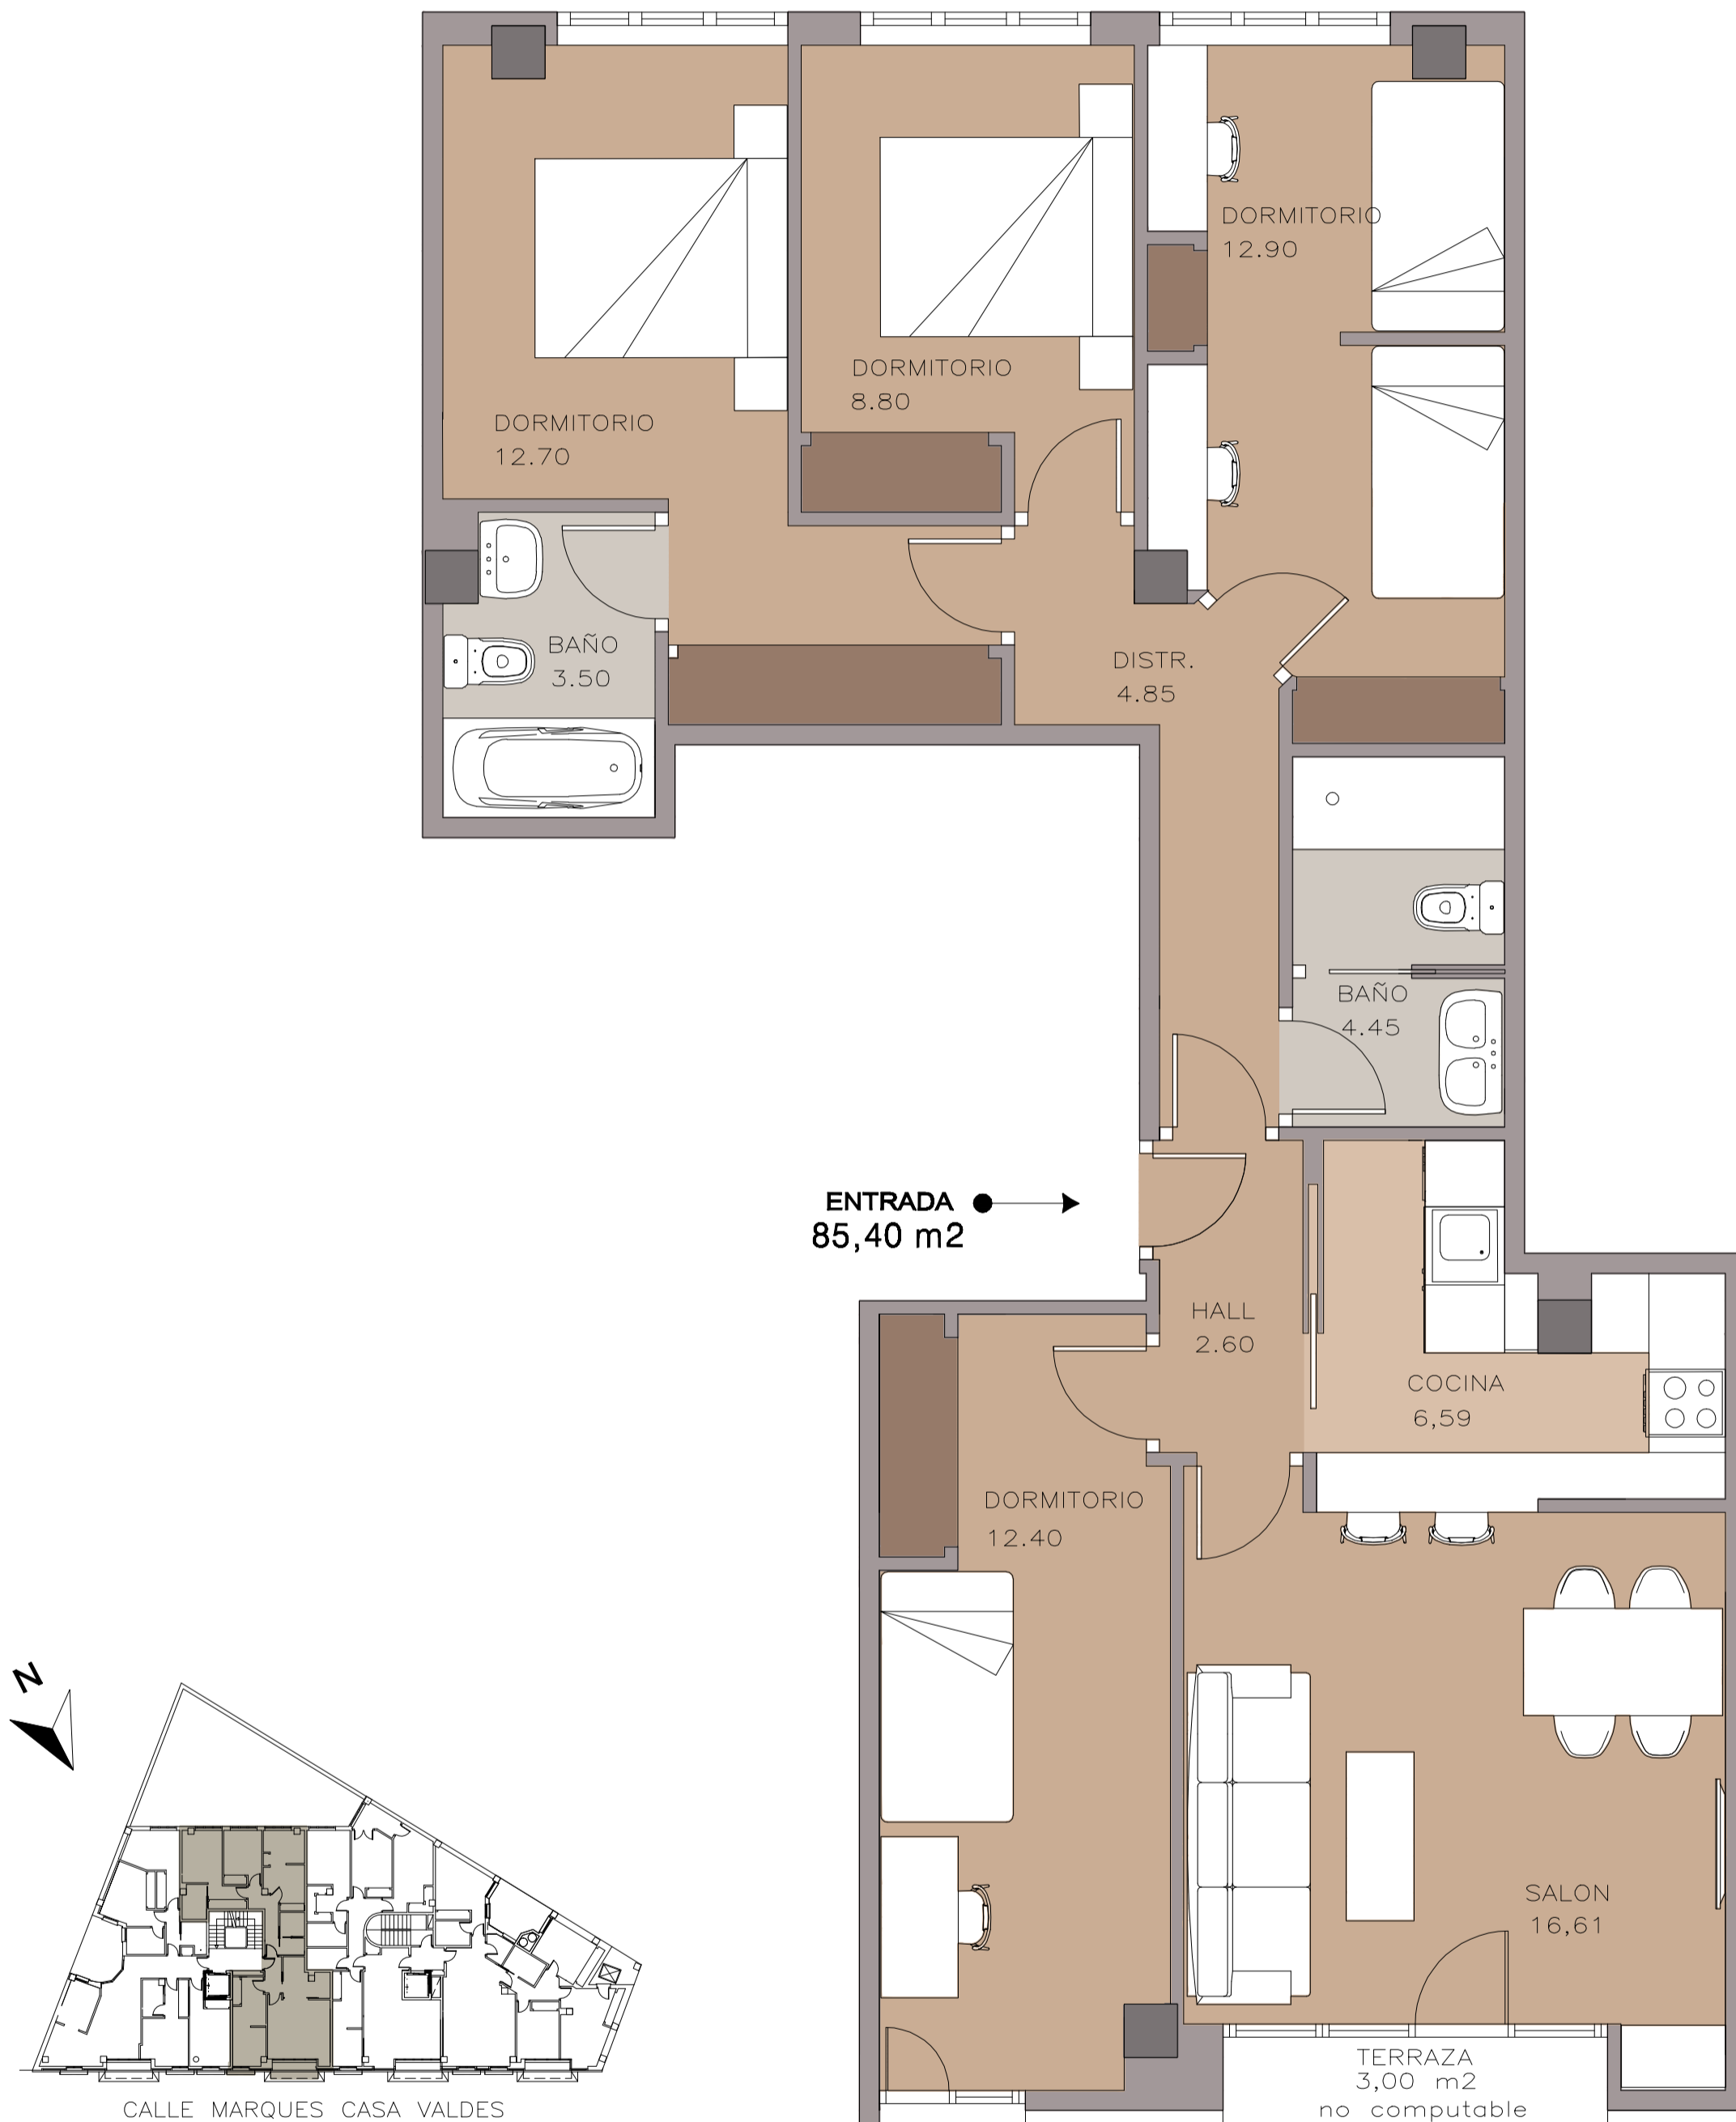 DORMITORIO
12.90
DORMITORIO
8.80
DORMITORIO
12.70
BAÑO
3.50
DISTR.
4.85
BAÑO
4.45
ENTRADA
85,40 m2
HALL
2.60
COCINA
6,59
DORMITORIO
12.40
SALON
16,61
TERRAZA
3,00 m2
no computable
N
CALLE MARQUES CASA VALDES